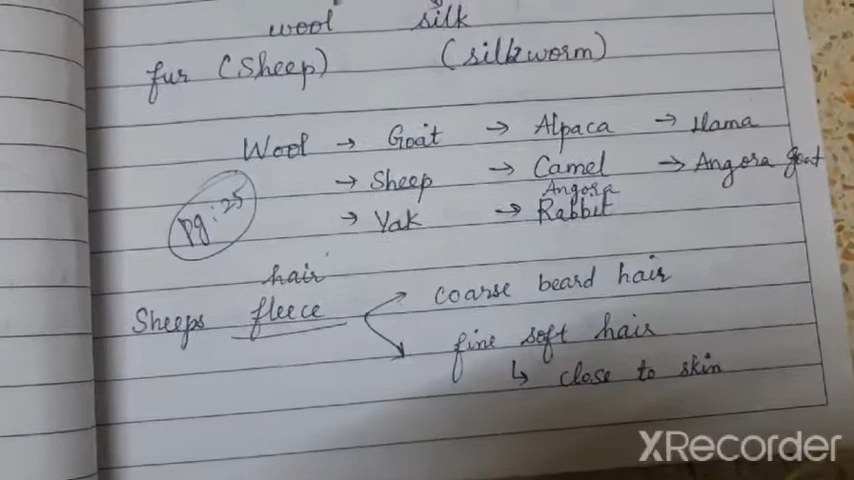 wool silk
fur (Sheep) (silkworm)
Wool → Goat → Alpaca → Llama
→ Sheep → Camel → Angora goat
→ Yak → Angora Rabbit
pg: 25
hair
Sheeps fleece coarse beard hair
fine soft hair
↳ close to skin
XRecorder